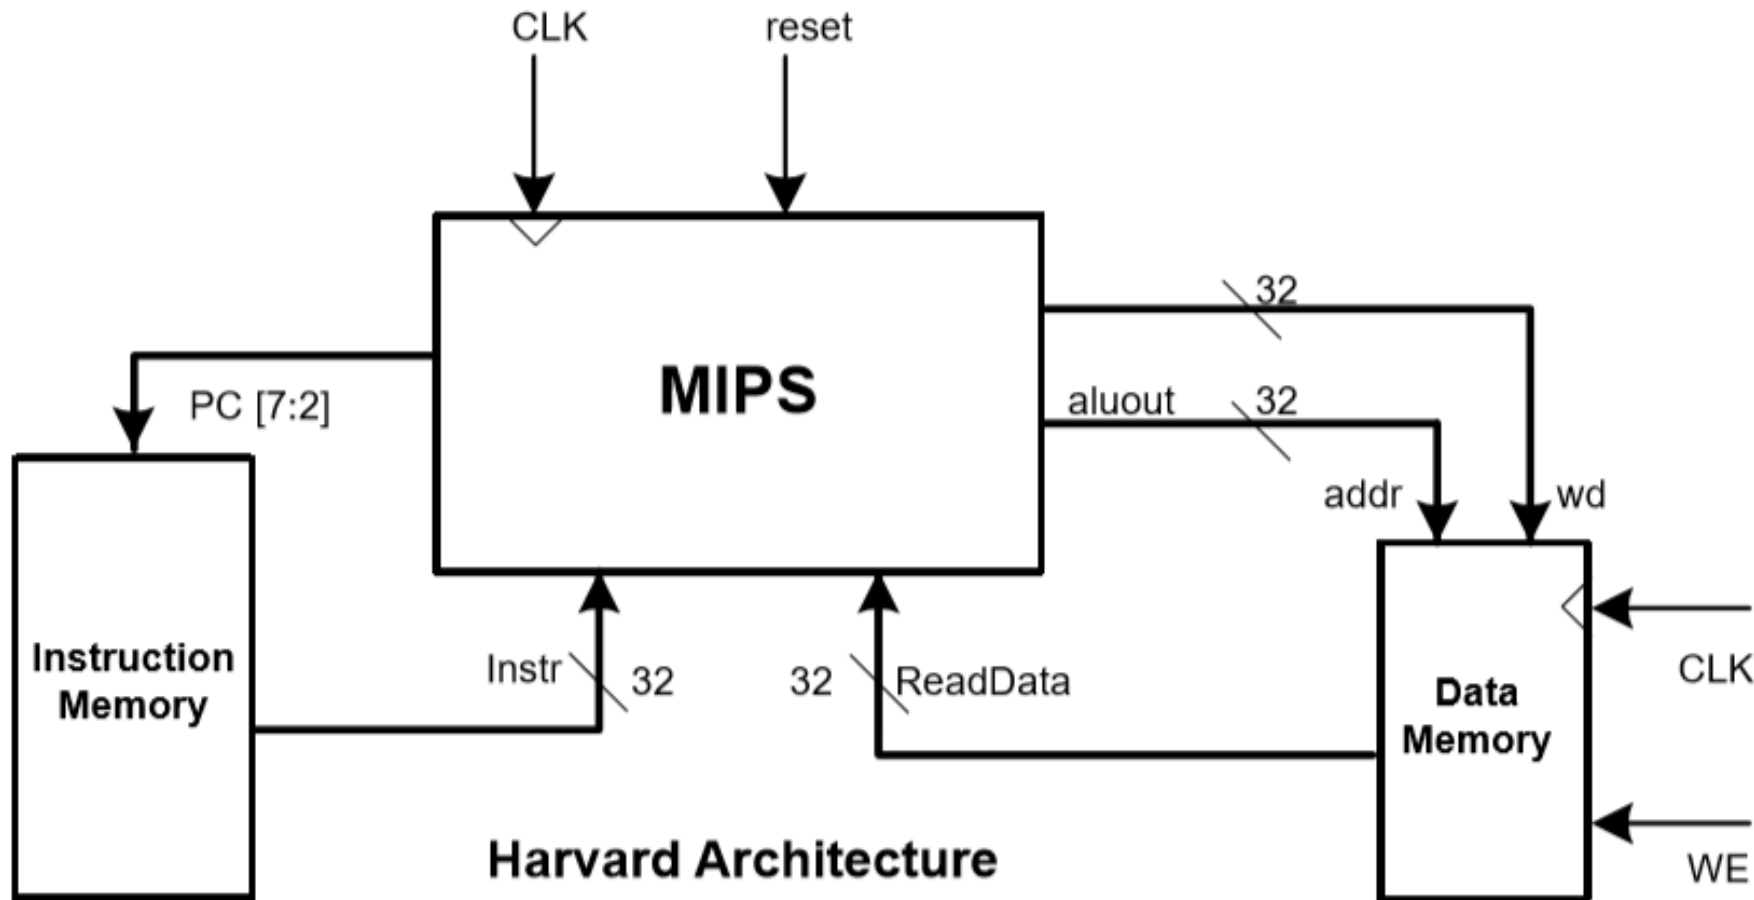 CLK
reset
32
MIPS
aluout
32
PC [7:2]
addr
wd
Instruction
Memory
Instr
32
32
ReadData
CLK
Data
Memory
Harvard Architecture
WE